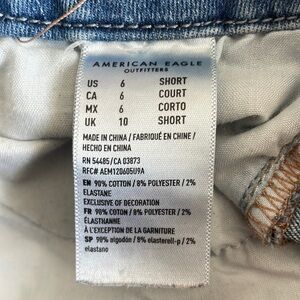 AMERICAN EAGLE
OUTFITTERS
US 6 SHORT
CA 6 COURT
MX 6 CORTO
UK 10 SHORT
MADE IN CHINA / FABRIQUÉ EN CHINE /
HECHO EN CHINA
RN 54485/CA 03873
RFC# AEM120605U9A
EN 90% COTTON / 8% POLYESTER / 2%
ELASTANE
EXCLUSIVE OF DECORATION
FR 90% COTON / 8% POLYESTER / 2%
ÉLASTHANNE
À L'EXCEPTION DE LA GARNITURE
SP 90% algodón / 8% elasterell-p / 2%
elastano